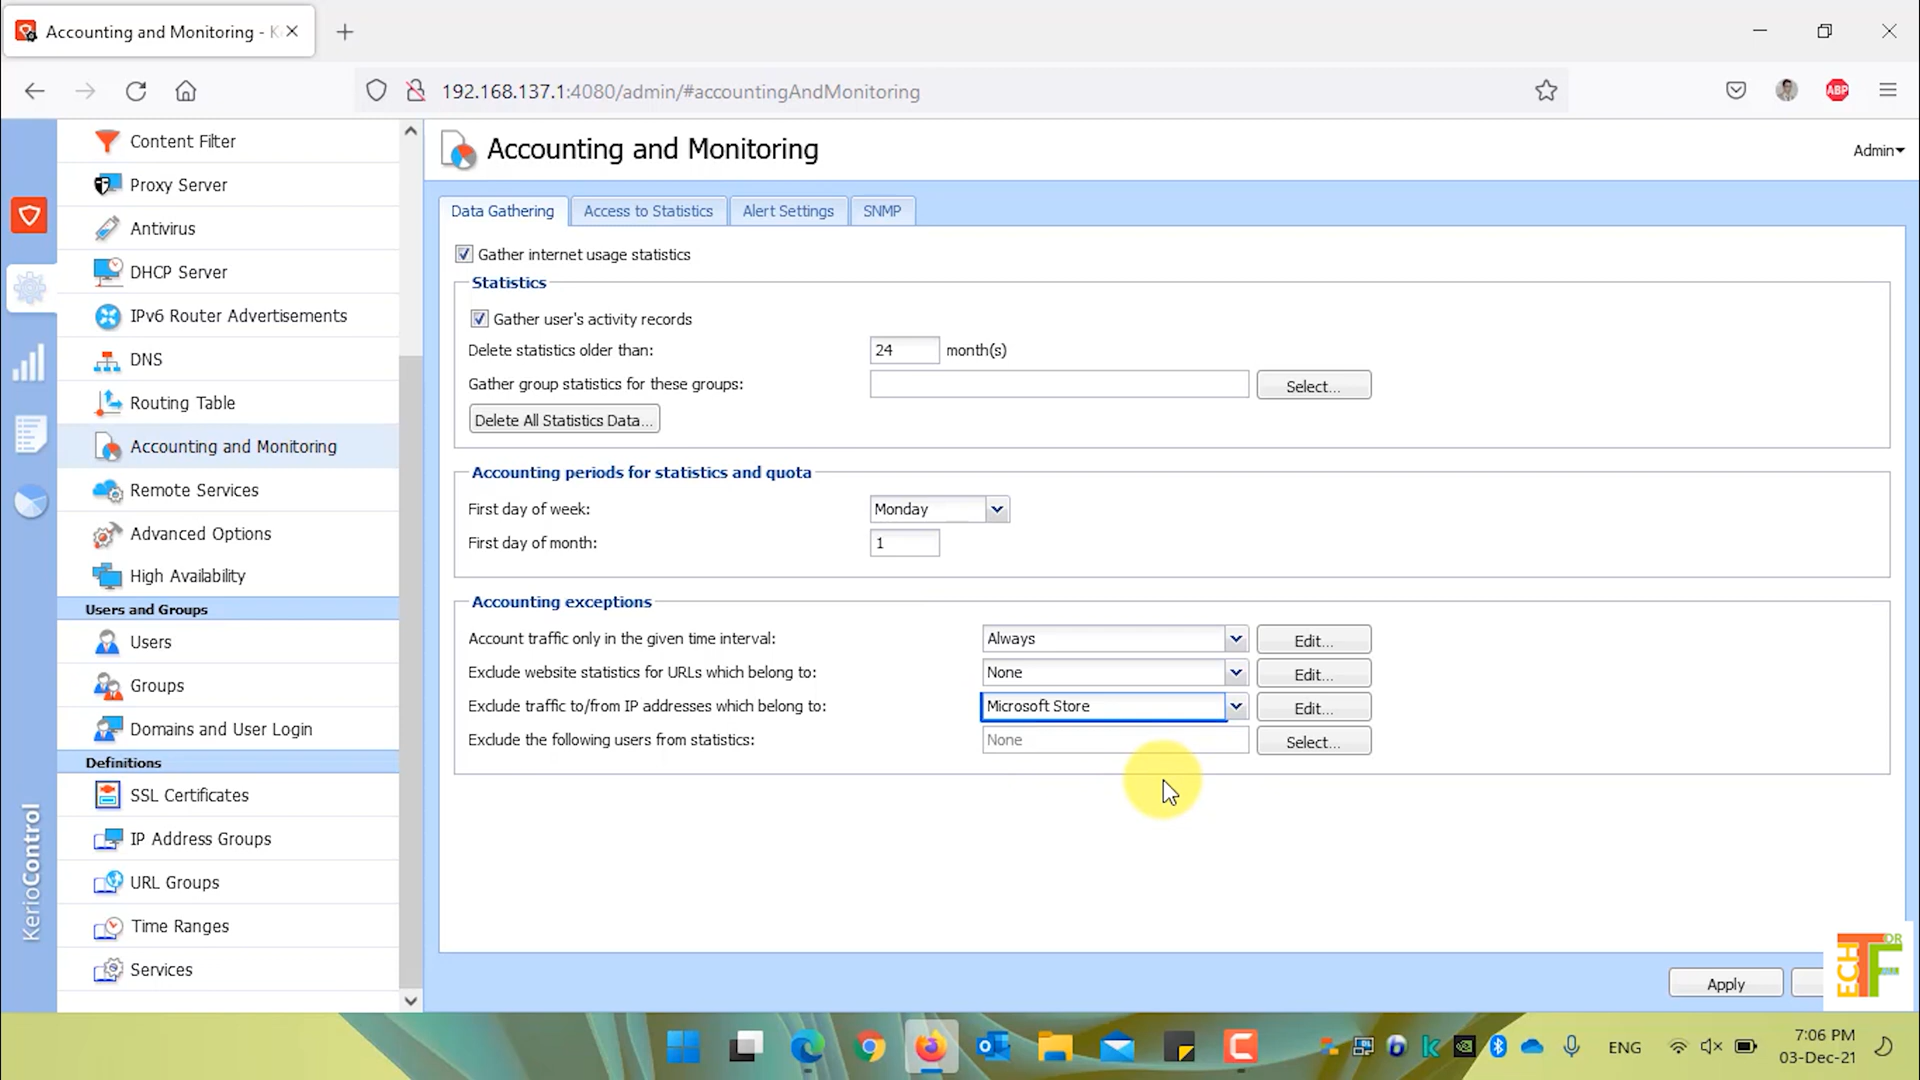 Accounting and Monitoring - K
192.168.137.1:4080/admin/#accountingAndMonitoring
ABP
Content Filter
Proxy Server
Antivirus
DHCP Server
IPv6 Router Advertisements
DNS
Routing Table
Accounting and Monitoring
Remote Services
Advanced Options
High Availability
Users and Groups
Users
Groups
Domains and User Login
Definitions
SSL Certificates
IP Address Groups
URL Groups
Time Ranges
Services
KerioControl
Accounting and Monitoring
Admin
Data Gathering
Access to Statistics
Alert Settings
SNMP
Gather internet usage statistics
Statistics
Gather user's activity records
Delete statistics older than: 24 month(s)
Gather group statistics for these groups: Select...
Delete All Statistics Data...
Accounting periods for statistics and quota
First day of week: Monday
First day of month: 1
Accounting exceptions
Account traffic only in the given time interval: Always Edit...
Exclude website statistics for URLs which belong to: None Edit...
Exclude traffic to/from IP addresses which belong to: Microsoft Store Edit...
Exclude the following users from statistics: None Select...
Apply
ECH T F OR
ENG
7:06 PM
03-Dec-21